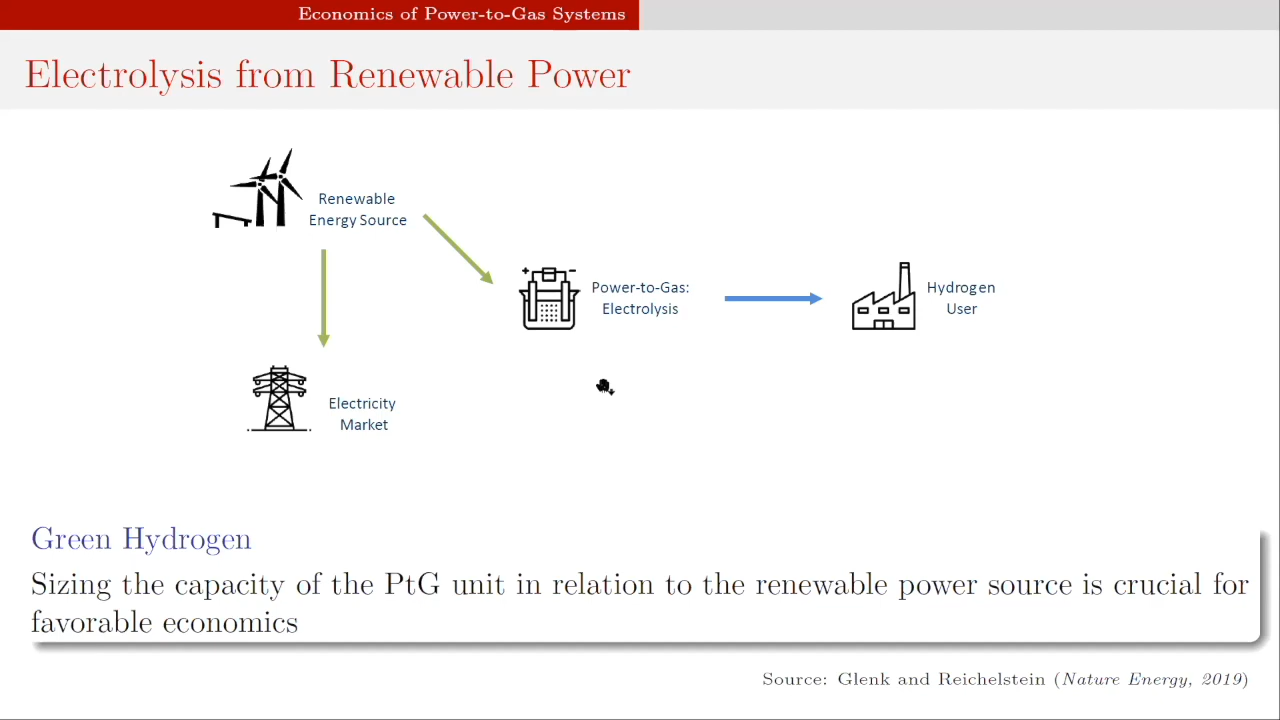 Economics of Power-to-Gas Systems
Electrolysis from Renewable Power
Renewable
Energy Source
Power-to-Gas:
Electrolysis
Hydrogen
User
Electricity
Market
Green Hydrogen
Sizing the capacity of the PtG unit in relation to the renewable power source is crucial for
favorable economics
Source: Glenk and Reichelstein (Nature Energy, 2019)